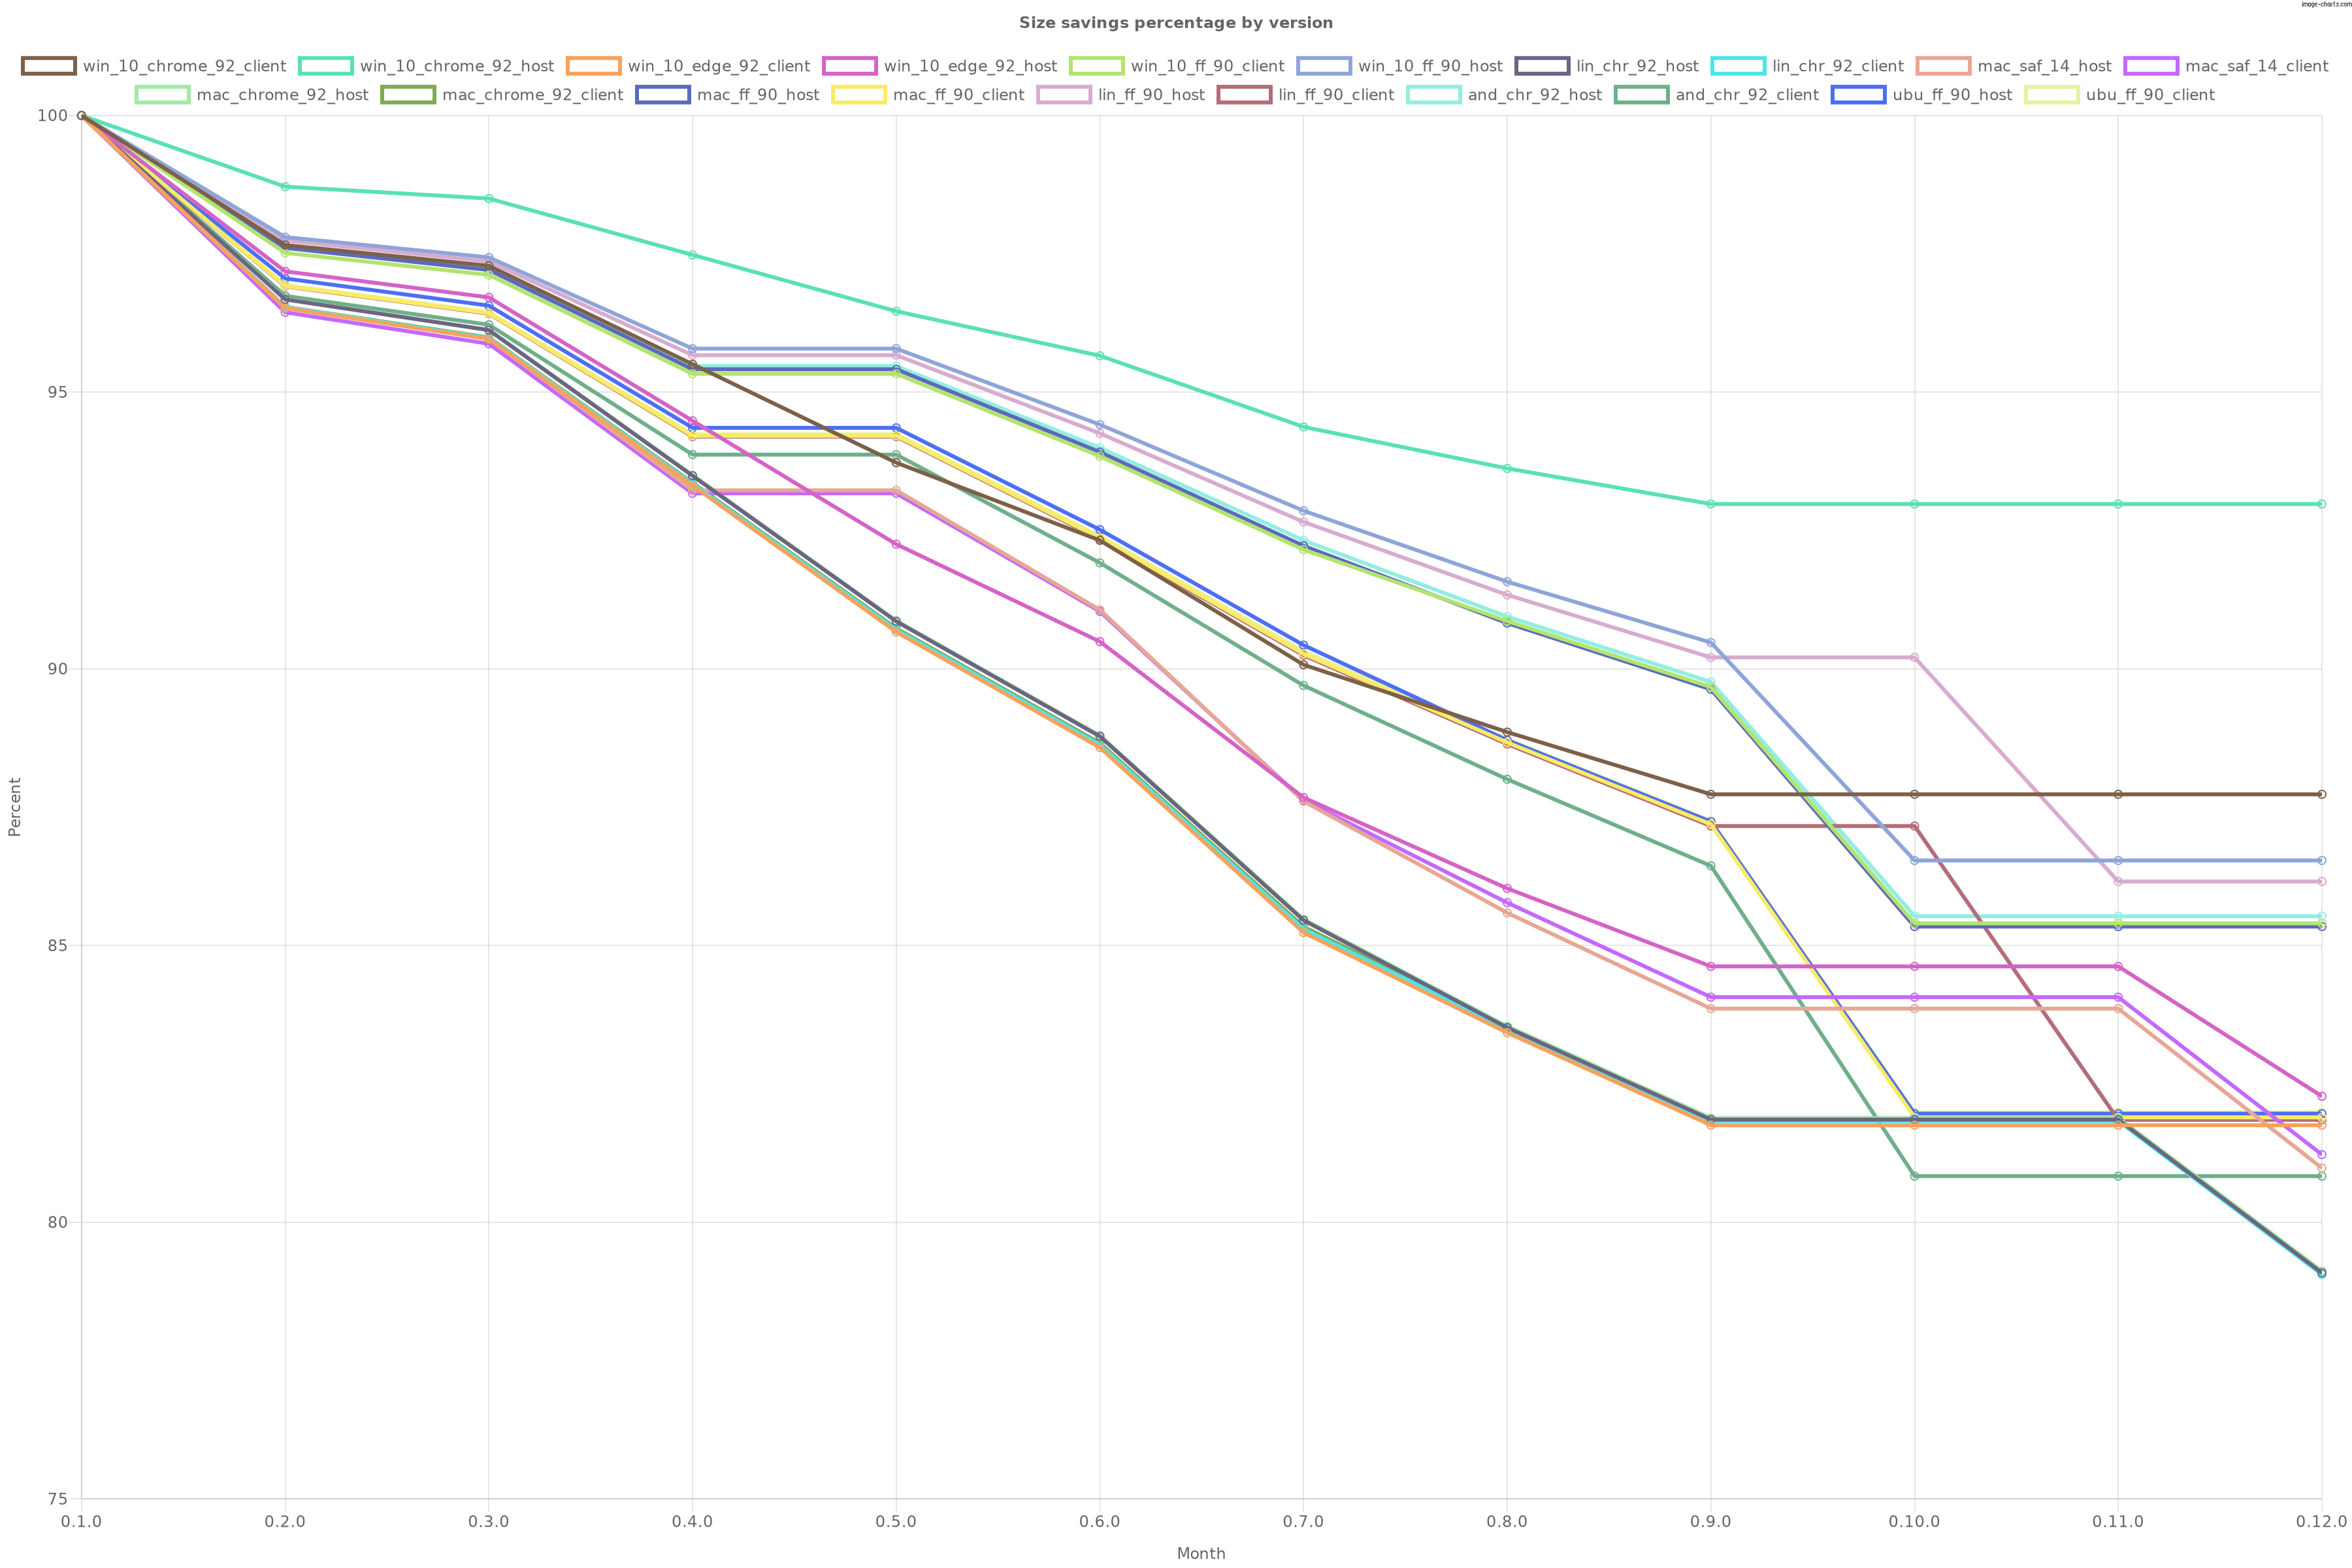 image-charts.com
Size savings percentage by version
win_10_chrome_92_client win_10_chrome_92_host win_10_edge_92_client win_10_edge_92_host win_10_ff_90_client win_10_ff_90_host lin_chr_92_host lin_chr_92_client mac_saf_14_host mac_saf_14_client
mac_chrome_92_host mac_chrome_92_client mac_ff_90_host mac_ff_90_client lin_ff_90_host lin_ff_90_client and_chr_92_host and_chr_92_client ubu_ff_90_host ubu_ff_90_client
100
95
90
85
80
75
Percent
0.1.0 0.2.0 0.3.0 0.4.0 0.5.0 0.6.0 0.7.0 0.8.0 0.9.0 0.10.0 0.11.0 0.12.0
Month